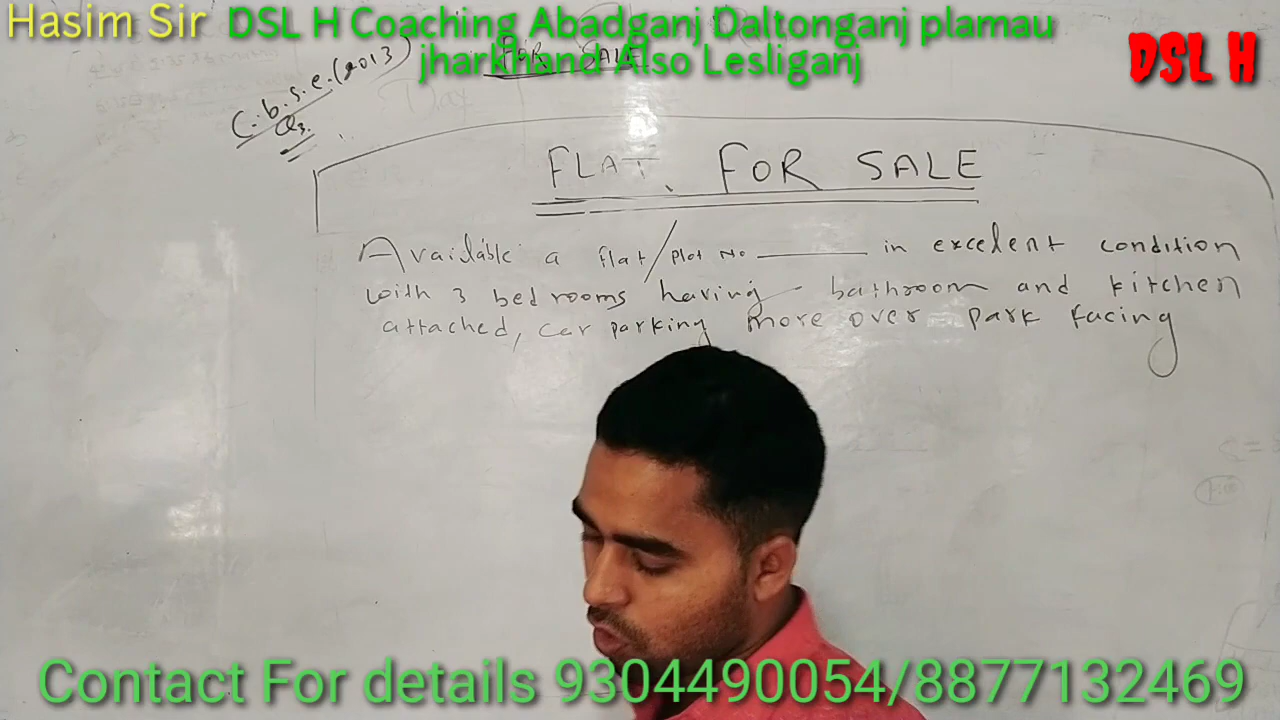 Hasim Sir DSL H Coaching Abadganj Daltonganj plamau
jharkhand Also Lesliganj
DSL H
FOR SALE
C.b.s.e.(2013)
Q3.
FLAT FOR SALE
Available a flat/plot No ______ in excelent condition
with 3 bedrooms having bathroom and kitchen
attached, car parking more over park facing
Contact For details 9304490054/8877132469